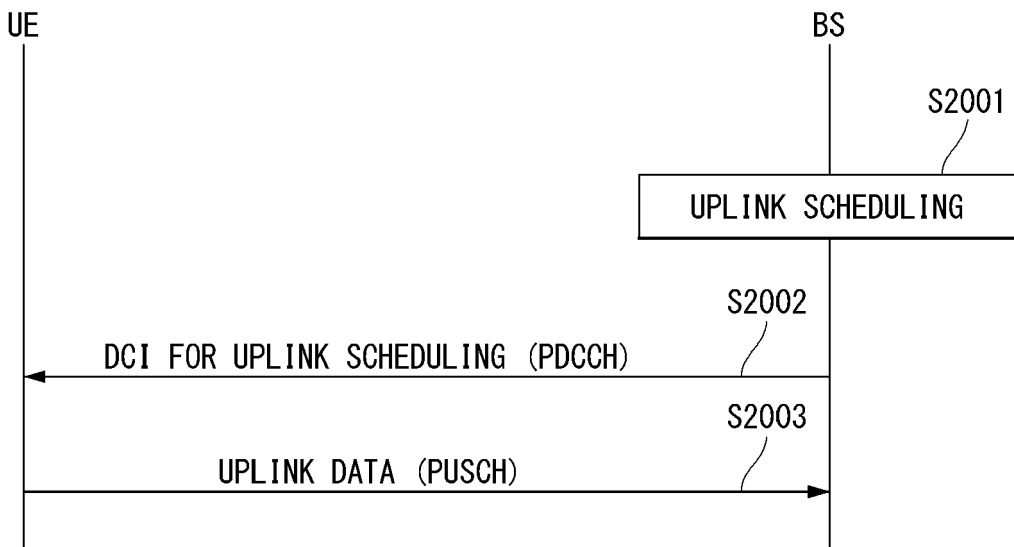 UE
BS
S2001
UPLINK SCHEDULING
S2002
DCI FOR UPLINK SCHEDULING (PDCCH)
S2003
UPLINK DATA (PUSCH)